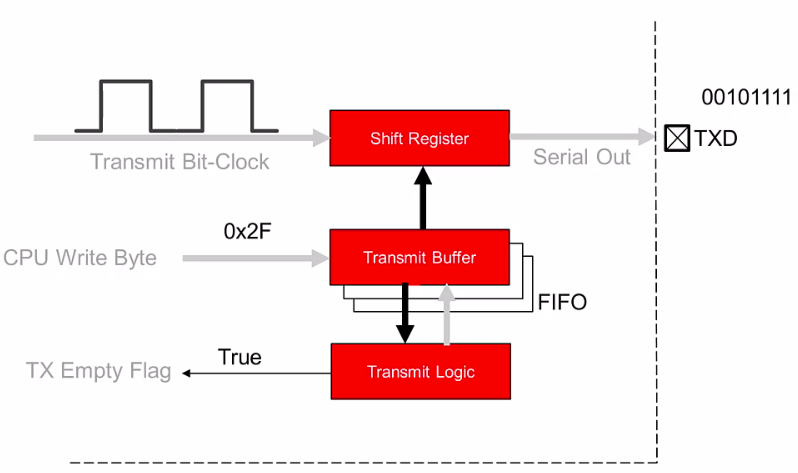 00101111
Shift Register
TXD
Transmit Bit-Clock
Serial Out
0x2F
CPU Write Byte
Transmit Buffer
FIFO
True
TX Empty Flag
Transmit Logic